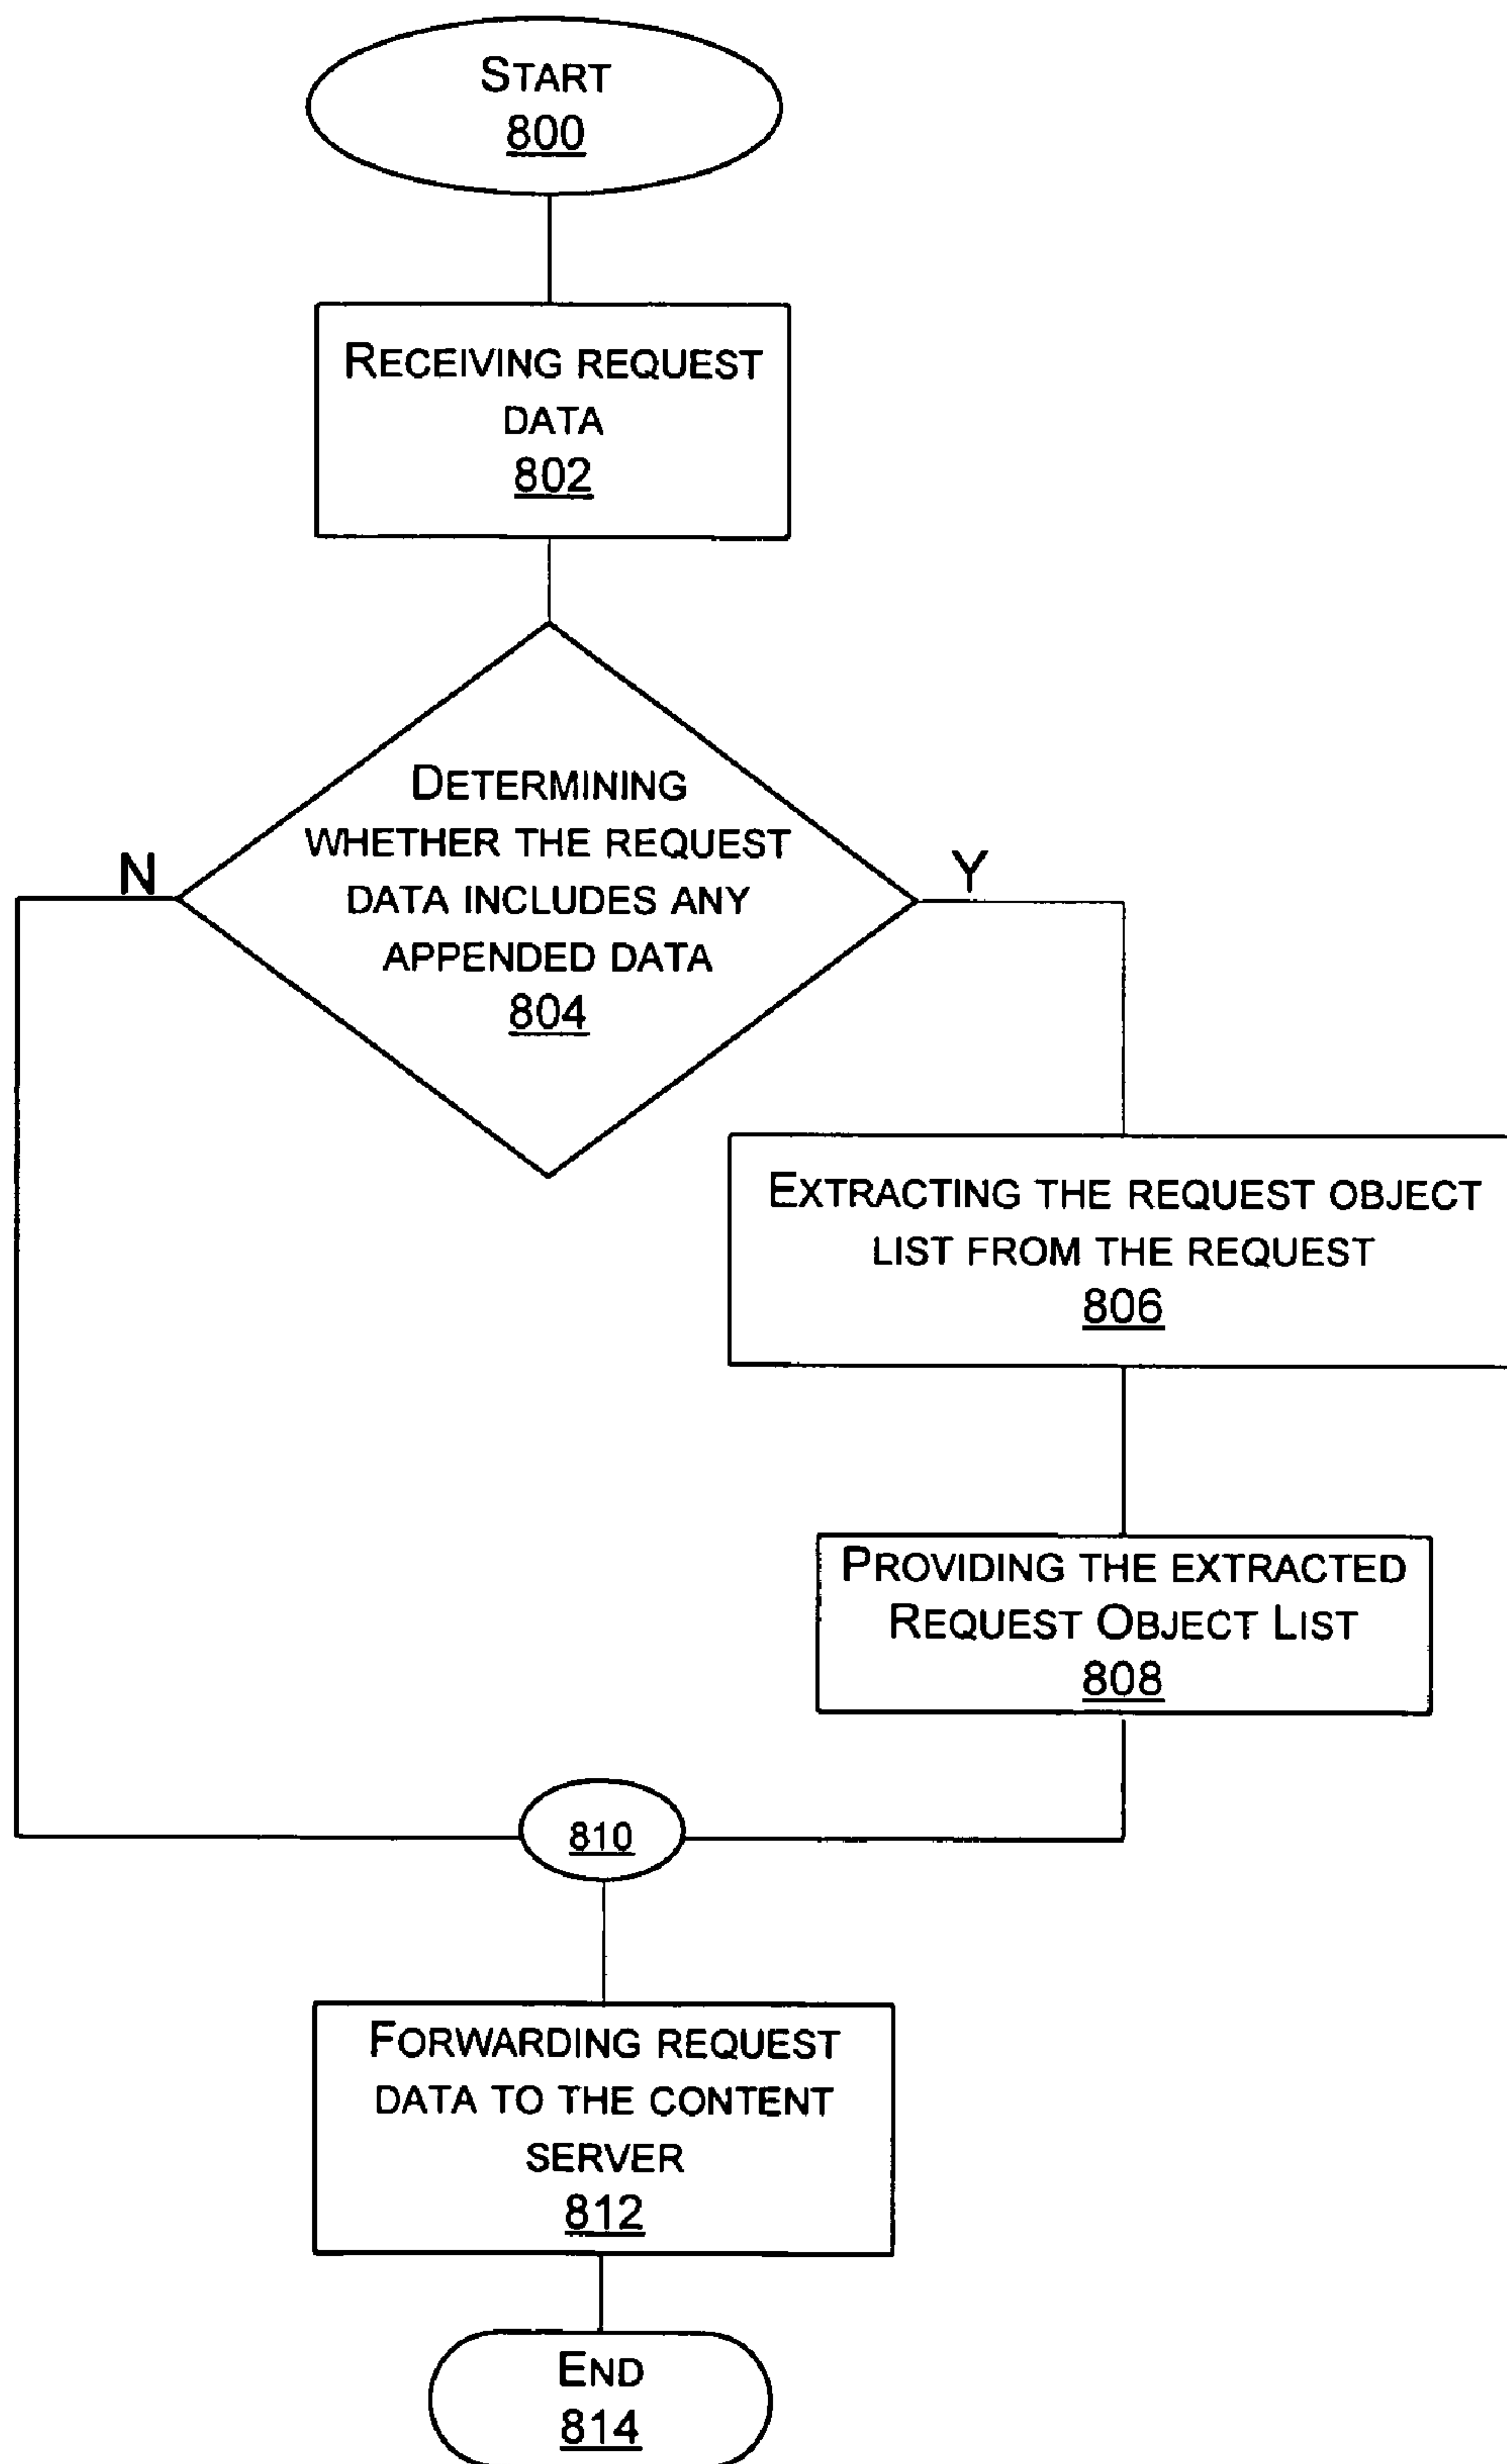 START
800
RECEIVING REQUEST
DATA
802
DETERMINING
WHETHER THE REQUEST
DATA INCLUDES ANY
APPENDED DATA
804
N
Y
EXTRACTING THE REQUEST OBJECT
LIST FROM THE REQUEST
806
PROVIDING THE EXTRACTED
REQUEST OBJECT LIST
808
810
FORWARDING REQUEST
DATA TO THE CONTENT
SERVER
812
END
814